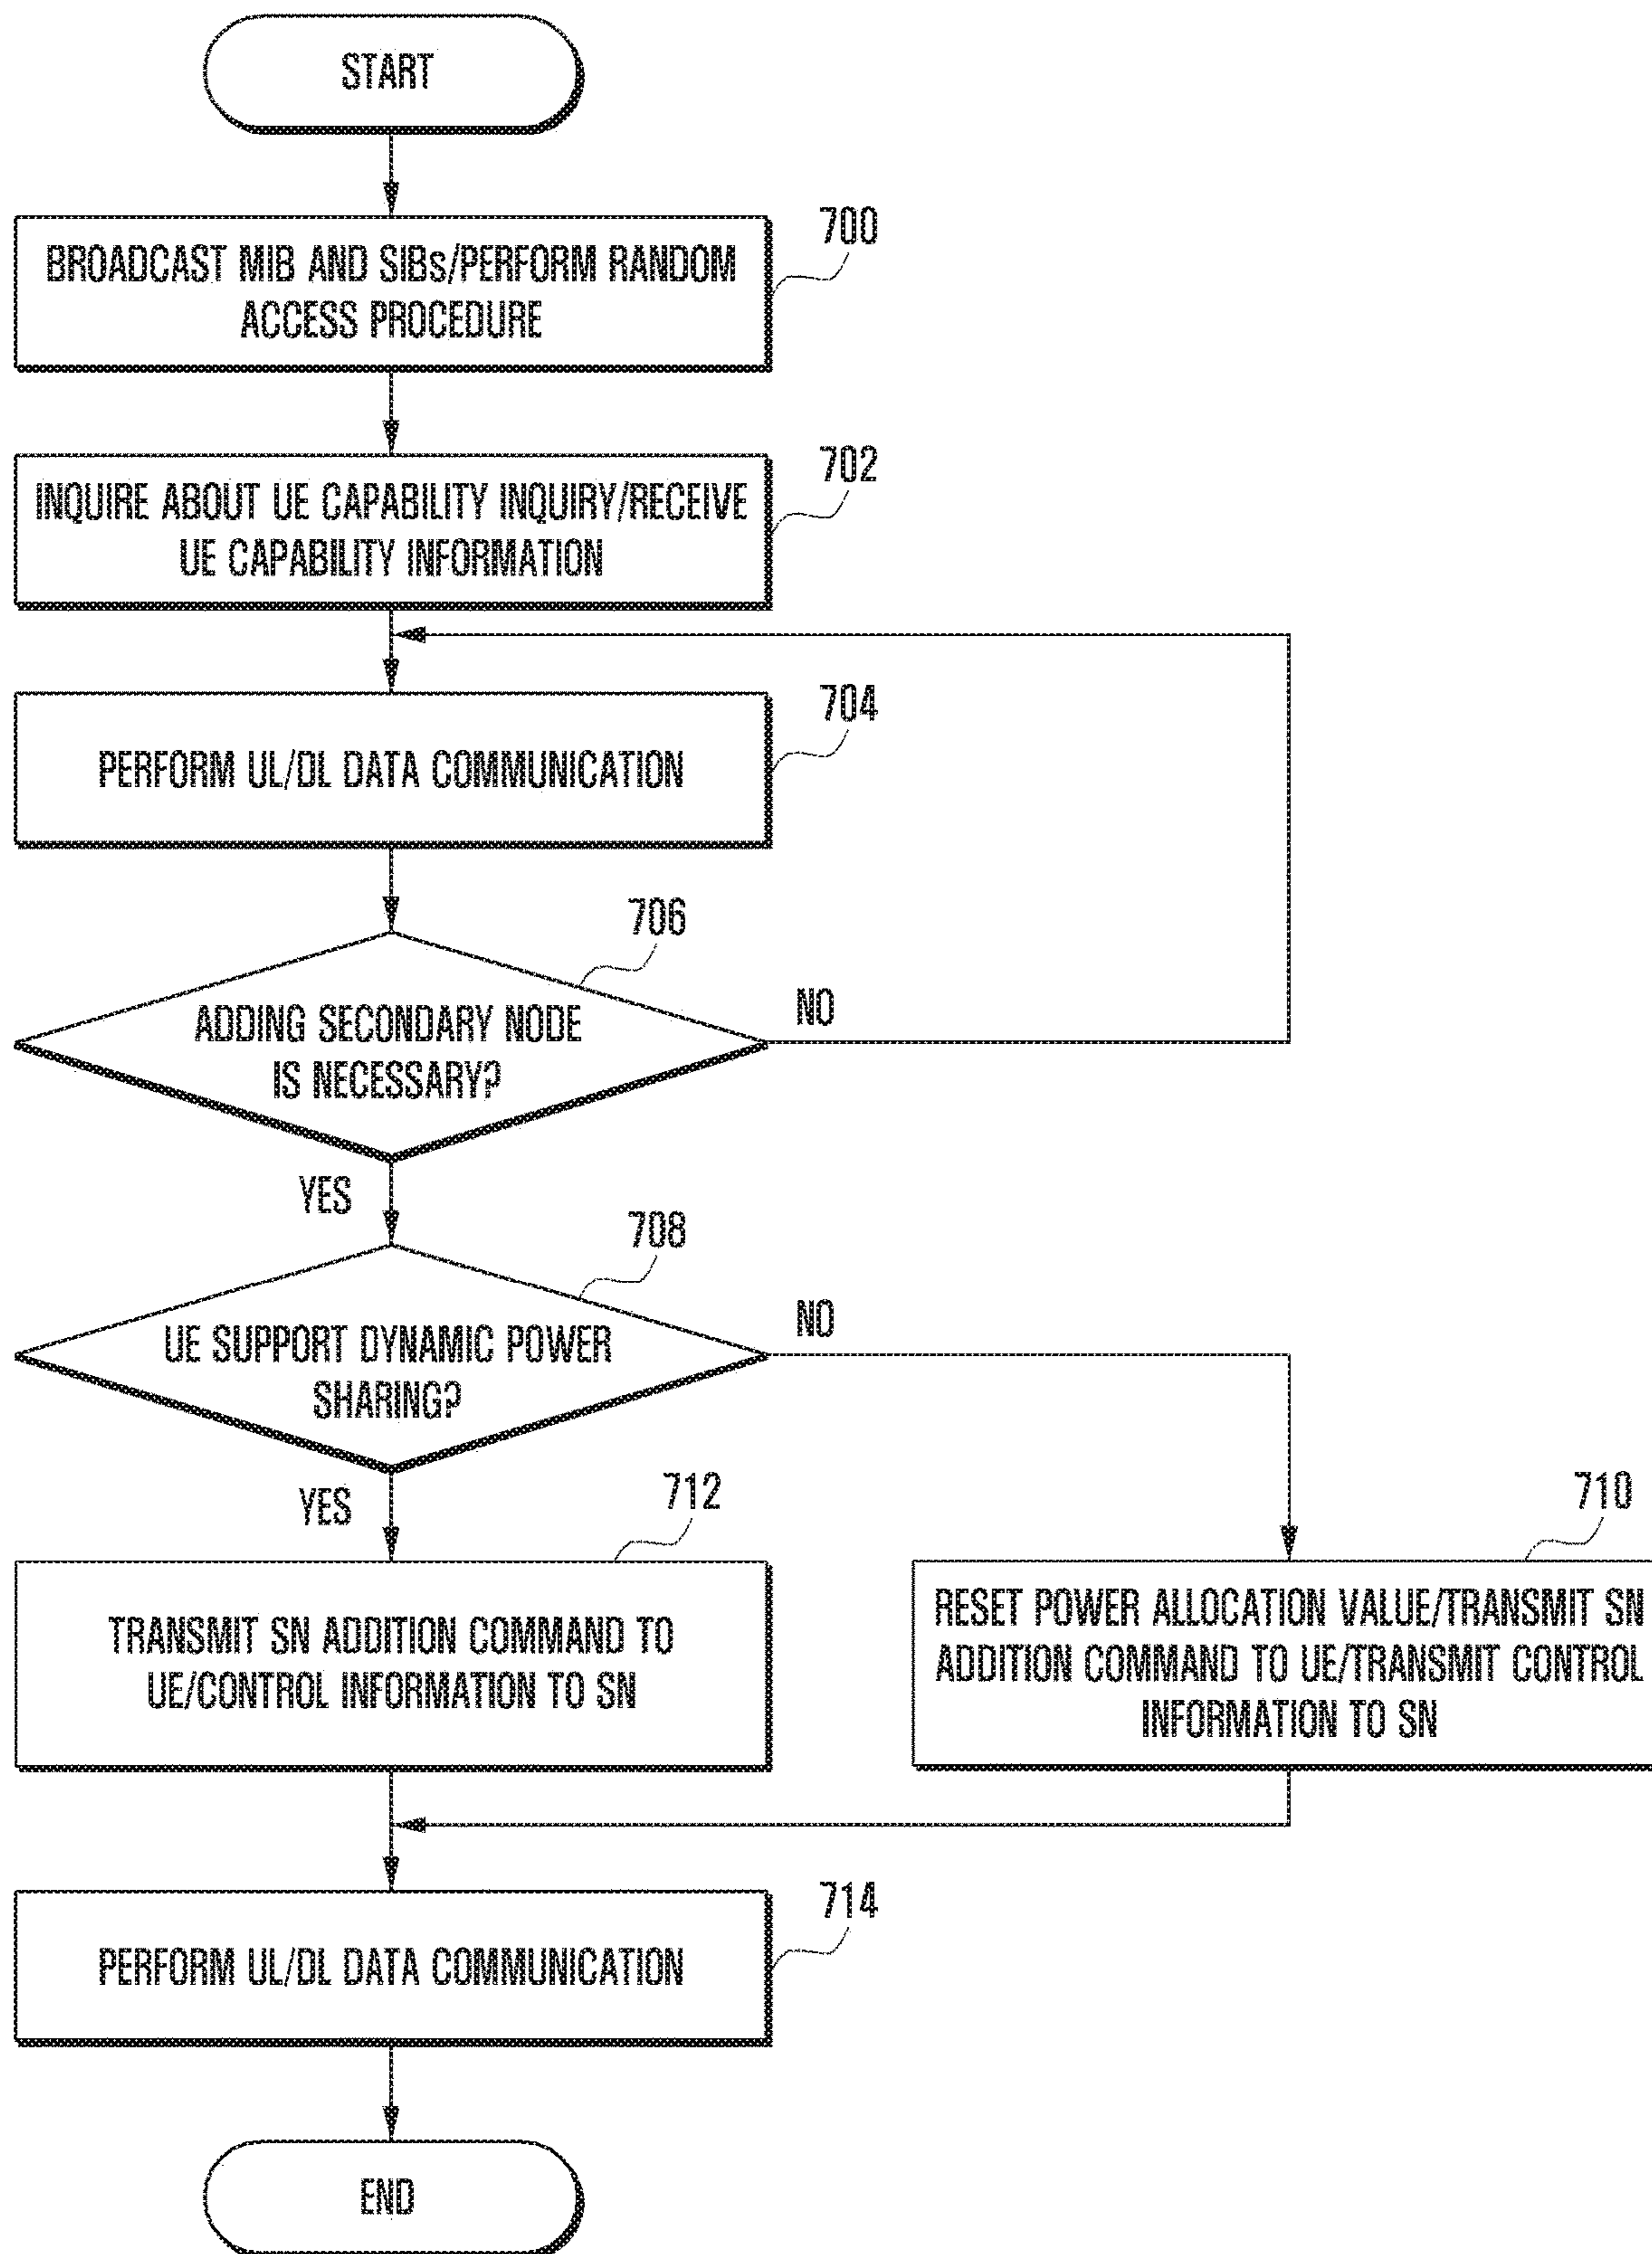 START
700
BROADCAST MIB AND SIBs/PERFORM RANDOM
ACCESS PROCEDURE
702
INQUIRE ABOUT UE CAPABILITY INQUIRY/RECEIVE
UE CAPABILITY INFORMATION
704
PERFORM UL/DL DATA COMMUNICATION
706
ADDING SECONDARY NODE
IS NECESSARY?
NO
YES
708
UE SUPPORT DYNAMIC POWER
SHARING?
NO
YES
712
TRANSMIT SN ADDITION COMMAND TO
UE/CONTROL INFORMATION TO SN
710
RESET POWER ALLOCATION VALUE/TRANSMIT SN
ADDITION COMMAND TO UE/TRANSMIT CONTROL
INFORMATION TO SN
714
PERFORM UL/DL DATA COMMUNICATION
END